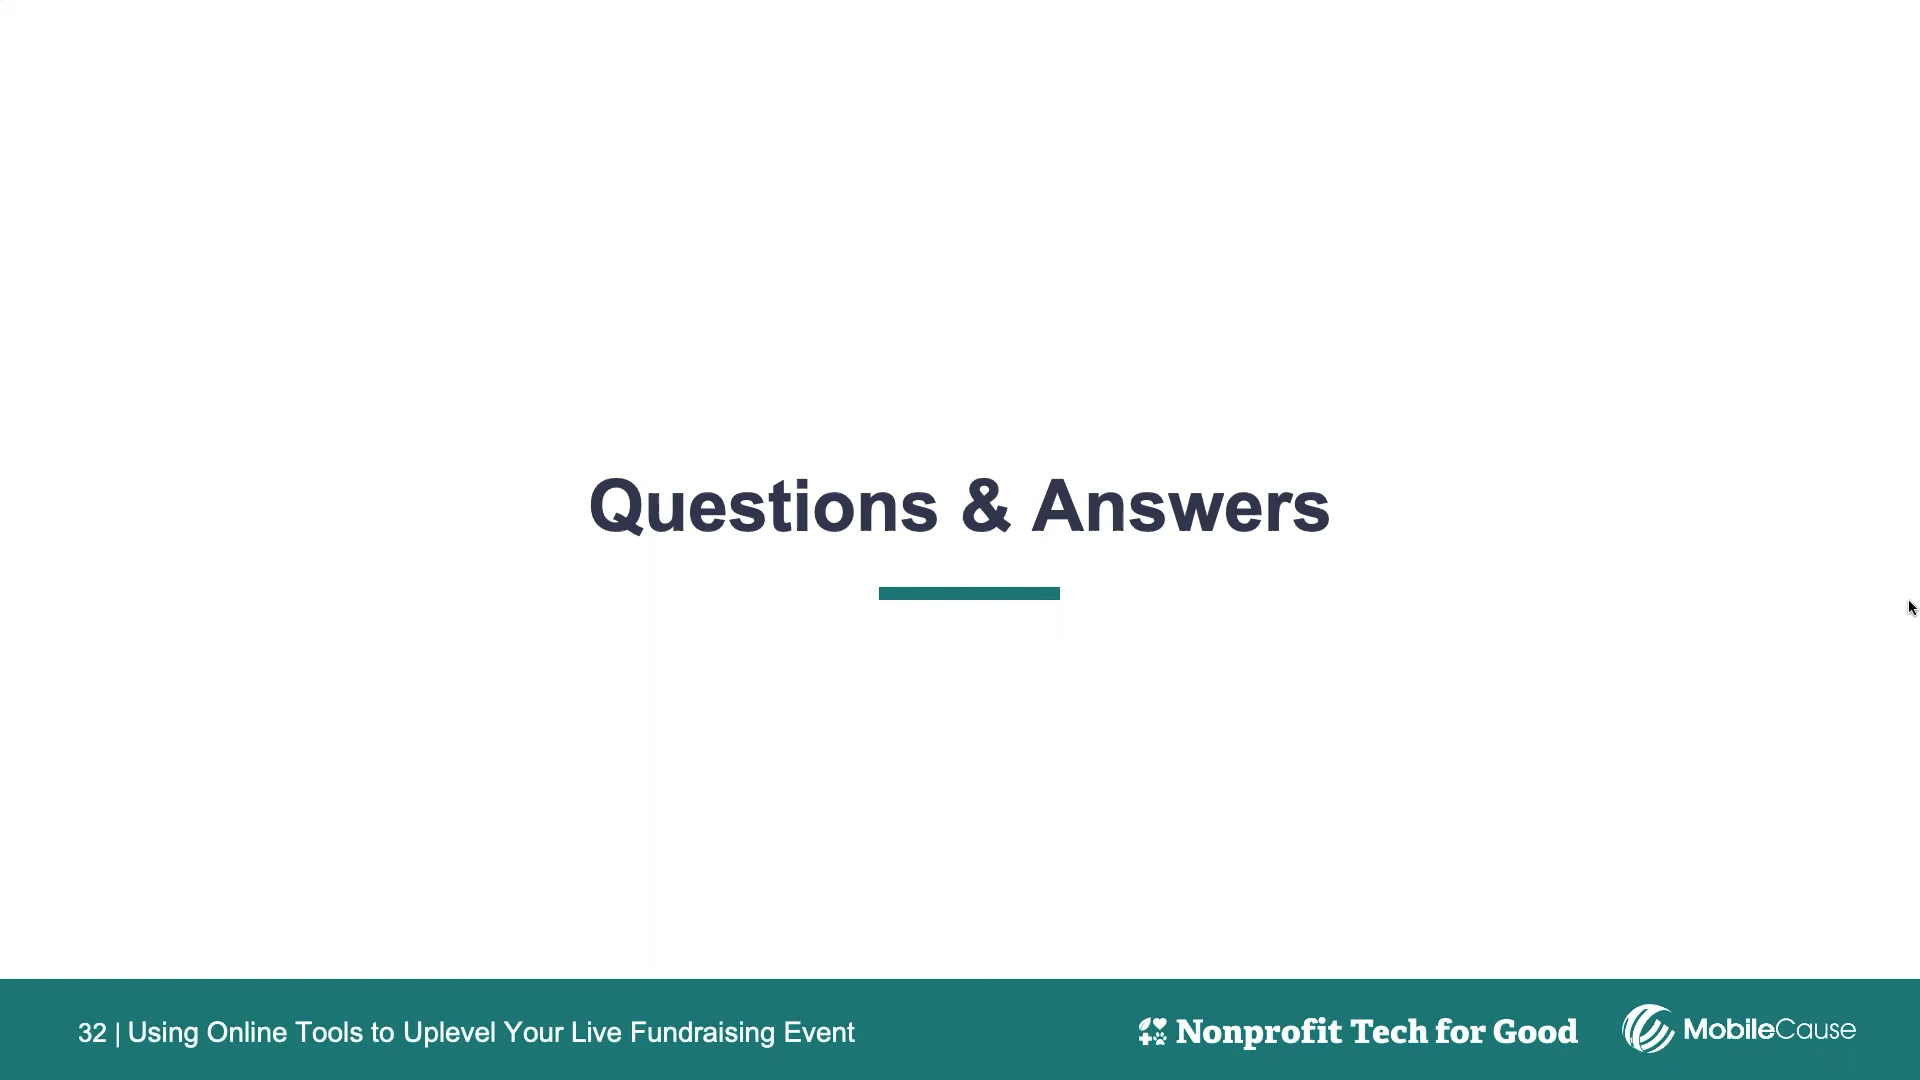 Questions & Answers
32 | Using Online Tools to Uplevel Your Live Fundraising Event
Nonprofit Tech for Good
MobileCause